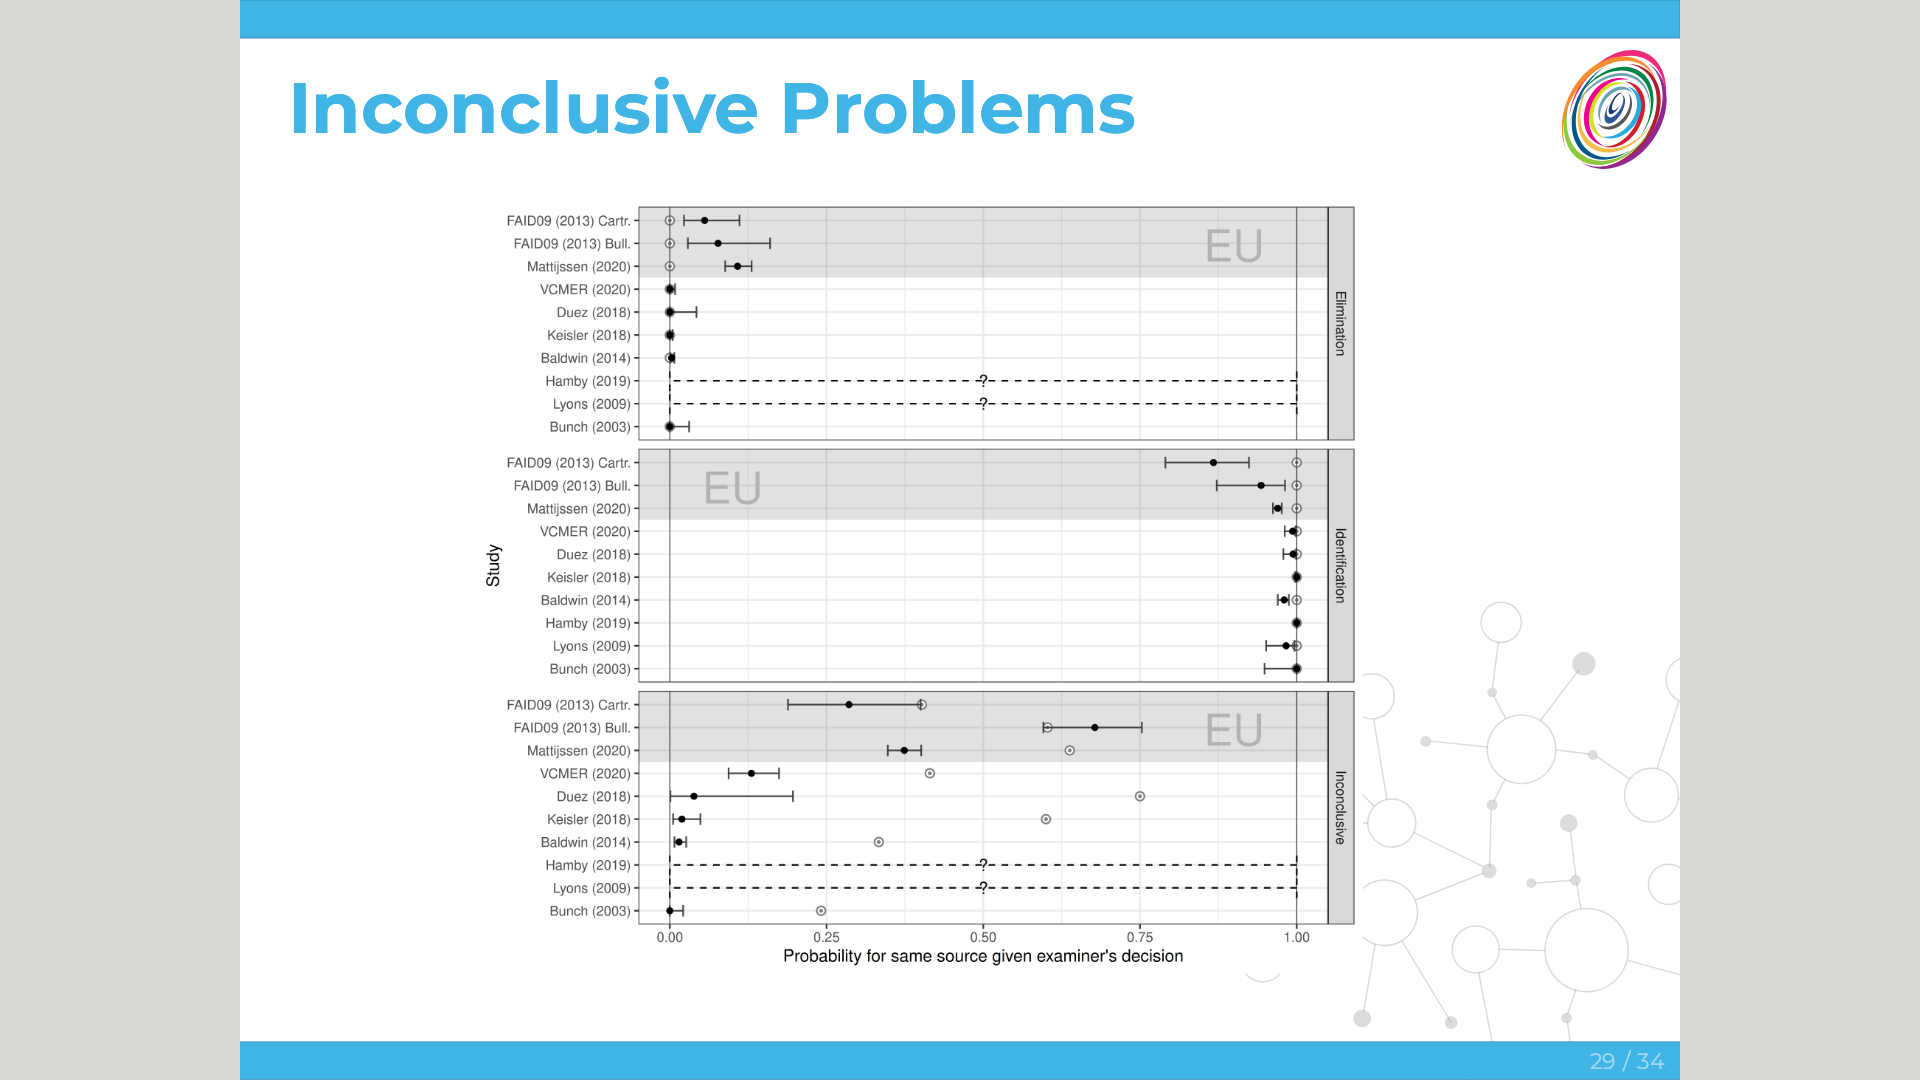 Inconclusive Problems
FAID09 (2013) Cartr.
FAID09 (2013) Bull.
Mattijssen (2020)
VCMER (2020)
Duez (2018)
Keisler (2018)
Baldwin (2014)
Hamby (2019)
Lyons (2009)
Bunch (2003)
EU
?
?
Elimination
FAID09 (2013) Cartr.
FAID09 (2013) Bull.
Mattijssen (2020)
VCMER (2020)
Duez (2018)
Keisler (2018)
Baldwin (2014)
Hamby (2019)
Lyons (2009)
Bunch (2003)
EU
Identification
Study
FAID09 (2013) Cartr.
FAID09 (2013) Bull.
Mattijssen (2020)
VCMER (2020)
Duez (2018)
Keisler (2018)
Baldwin (2014)
Hamby (2019)
Lyons (2009)
Bunch (2003)
EU
?
?
Inconclusive
0.00 0.25 0.50 0.75 1.00
Probability for same source given examiner's decision
29 / 34